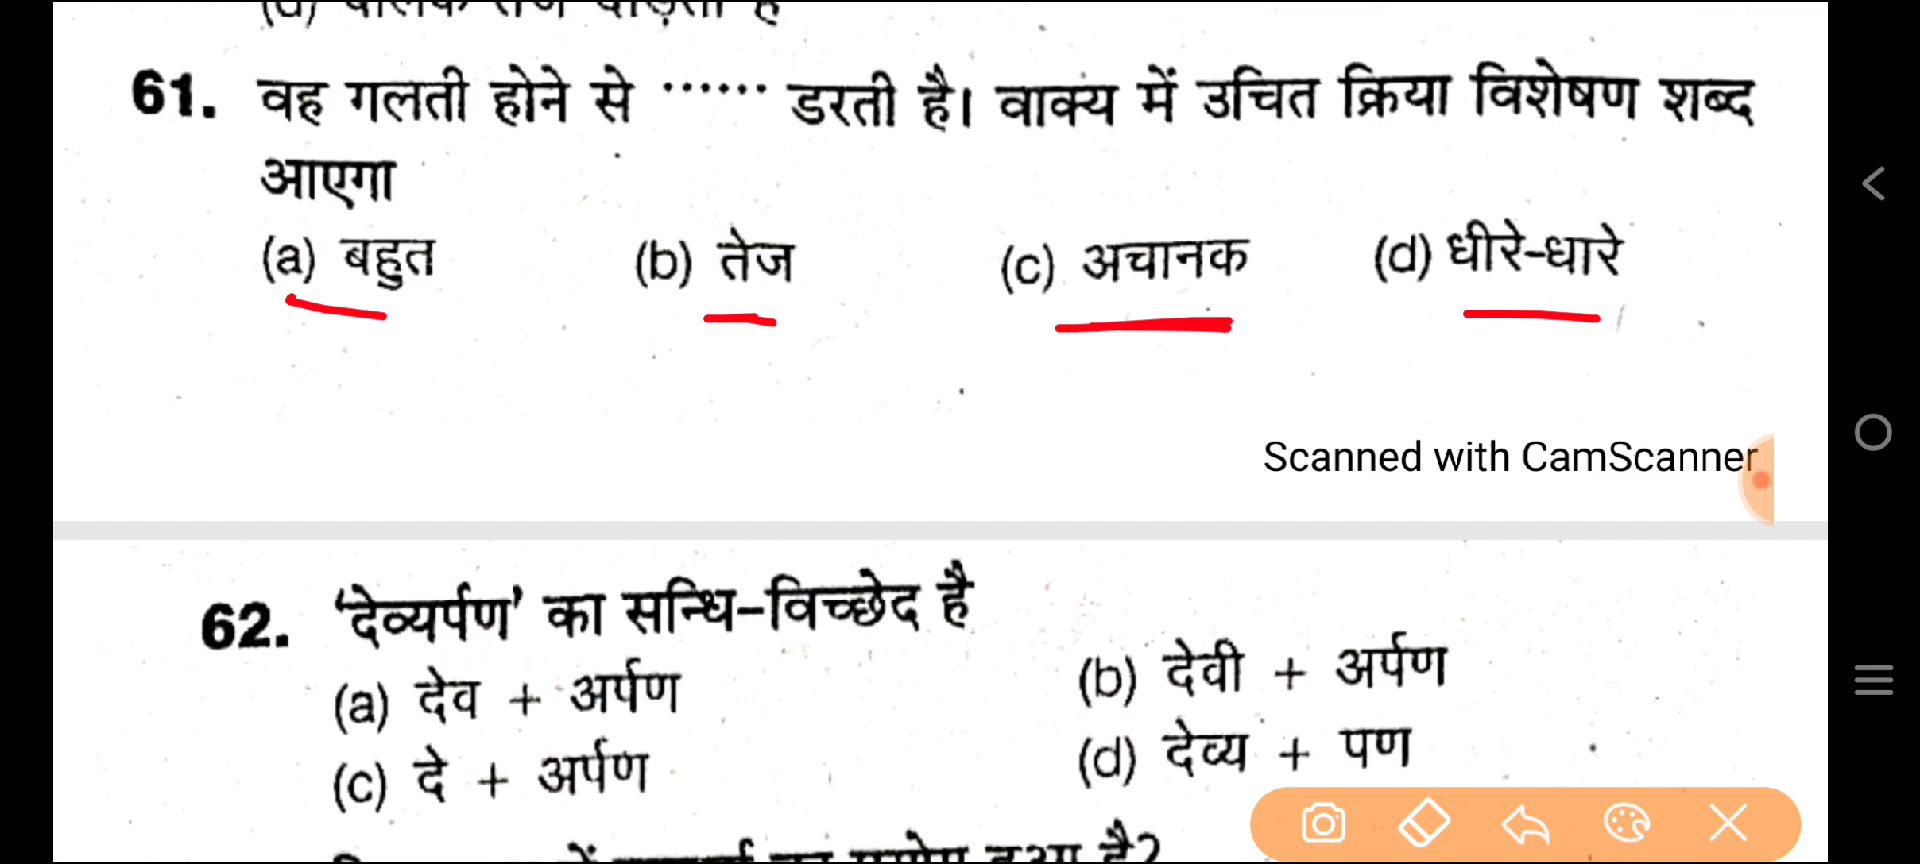 61. वह गलती होने से ...... डरती है। वाक्य में उचित क्रिया विशेषण शब्द
आएगा
(a) बहुत (b) तेज (c) अचानक (d) धीरे-धारे
Scanned with CamScanner
62. 'देव्यर्पण' का सन्धि-विच्छेद है
(a) देव + अर्पण (b) देवी + अर्पण
(c) दे + अर्पण (d) देव्य + पण